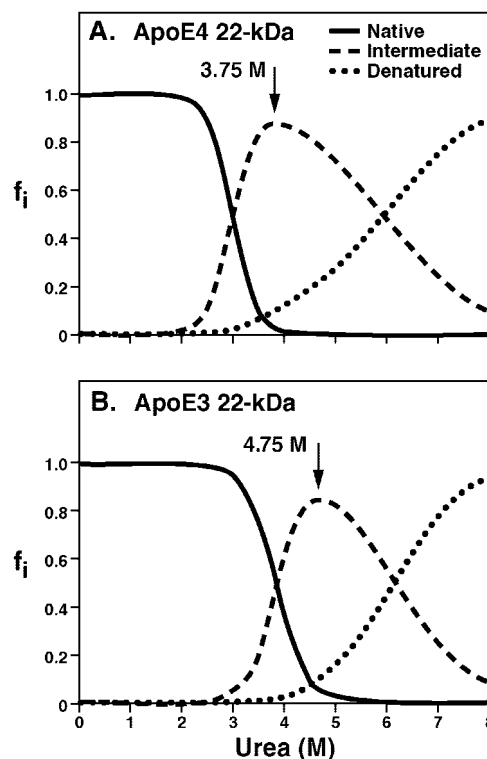 A. ApoE4 22-kDa
Native
Intermediate
Denatured
3.75 M
1.0
0.8
0.6
0.4
0.2
0
fi
B. ApoE3 22-kDa
4.75 M
1.0
0.8
0.6
0.4
0.2
0
fi
0 1 2 3 4 5 6 7 8
Urea (M)